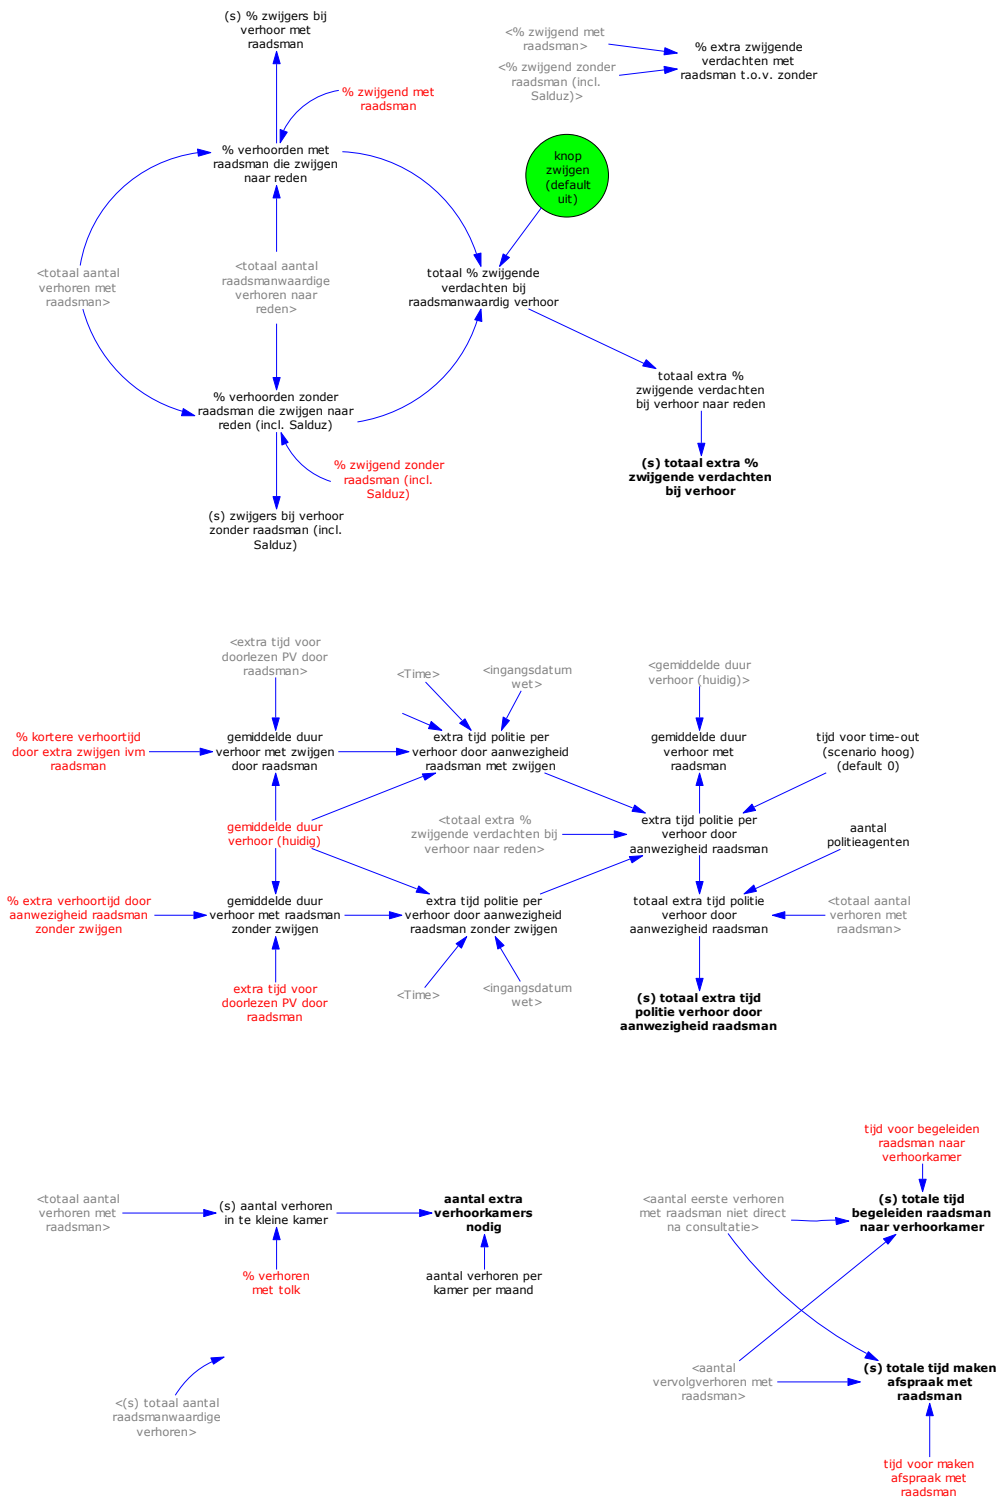 (s) % zwijgers bij
verhoor met
raadsman
<% zwijgend met
raadsman>
<% zwijgend zonder
raadsman (incl.
Salduz)>
% extra zwijgende
verdachten met
raadsman t.o.v. zonder
% zwijgend met
raadsman
% verhoorden met
raadsman die zwijgen
naar reden
knop
zwijgen
(default
uit)
<totaal aantal
verhoren met
raadsman>
<totaal aantal
raadsmanwaardige
verhoren naar
reden>
totaal % zwijgende
verdachten bij
raadsmanwaardig verhoor
totaal extra %
zwijgende verdachten
bij verhoor naar reden
% verhoorden zonder
raadsman die zwijgen naar
reden (incl. Salduz)
% zwijgend zonder
raadsman (incl.
Salduz)
(s) totaal extra %
zwijgende verdachten
bij verhoor
(s) zwijgers bij verhoor
zonder raadsman (incl.
Salduz)
<extra tijd voor
doorlezen PV door
raadsman>
<Time>
<ingangsdatum
wet>
<gemiddelde duur
verhoor (huidig)>
% kortere verhoortijd
door extra zwijgen ivm
raadsman
gemiddelde duur
verhoor met zwijgen
door raadsman
extra tijd politie per
verhoor door aanwezigheid
raadsman met zwijgen
gemiddelde duur
verhoor met
raadsman
tijd voor time-out
(scenario hoog)
(default 0)
gemiddelde duur
verhoor (huidig)
<totaal extra %
zwijgende verdachten bij
verhoor naar reden>
extra tijd politie per
verhoor door
aanwezigheid raadsman
aantal
politieagenten
% extra verhoortijd door
aanwezigheid raadsman
zonder zwijgen
gemiddelde duur
verhoor met raadsman
zonder zwijgen
extra tijd politie per
verhoor door aanwezigheid
raadsman zonder zwijgen
totaal extra tijd politie
verhoor door
aanwezigheid raadsman
<totaal aantal
verhoren met
raadsman>
extra tijd voor
doorlezen PV door
raadsman
<Time>
<ingangsdatum
wet>
(s) totaal extra tijd
politie verhoor door
aanwezigheid raadsman
tijd voor begeleiden
raadsman naar
verhoorkamer
<totaal aantal
verhoren met
raadsman>
(s) aantal verhoren
in te kleine kamer
aantal extra
verhoorkamers
nodig
<aantal eerste verhoren
met raadsman niet direct
na consultatie>
(s) totale tijd
begeleiden raadsman
naar verhoorkamer
% verhoren
met tolk
aantal verhoren per
kamer per maand
<(s) totaal aantal
raadsmanwaardige
verhoren>
<aantal
vervolgverhoren met
raadsman>
(s) totale tijd maken
afspraak met
raadsman
tijd voor maken
afspraak met
raadsman